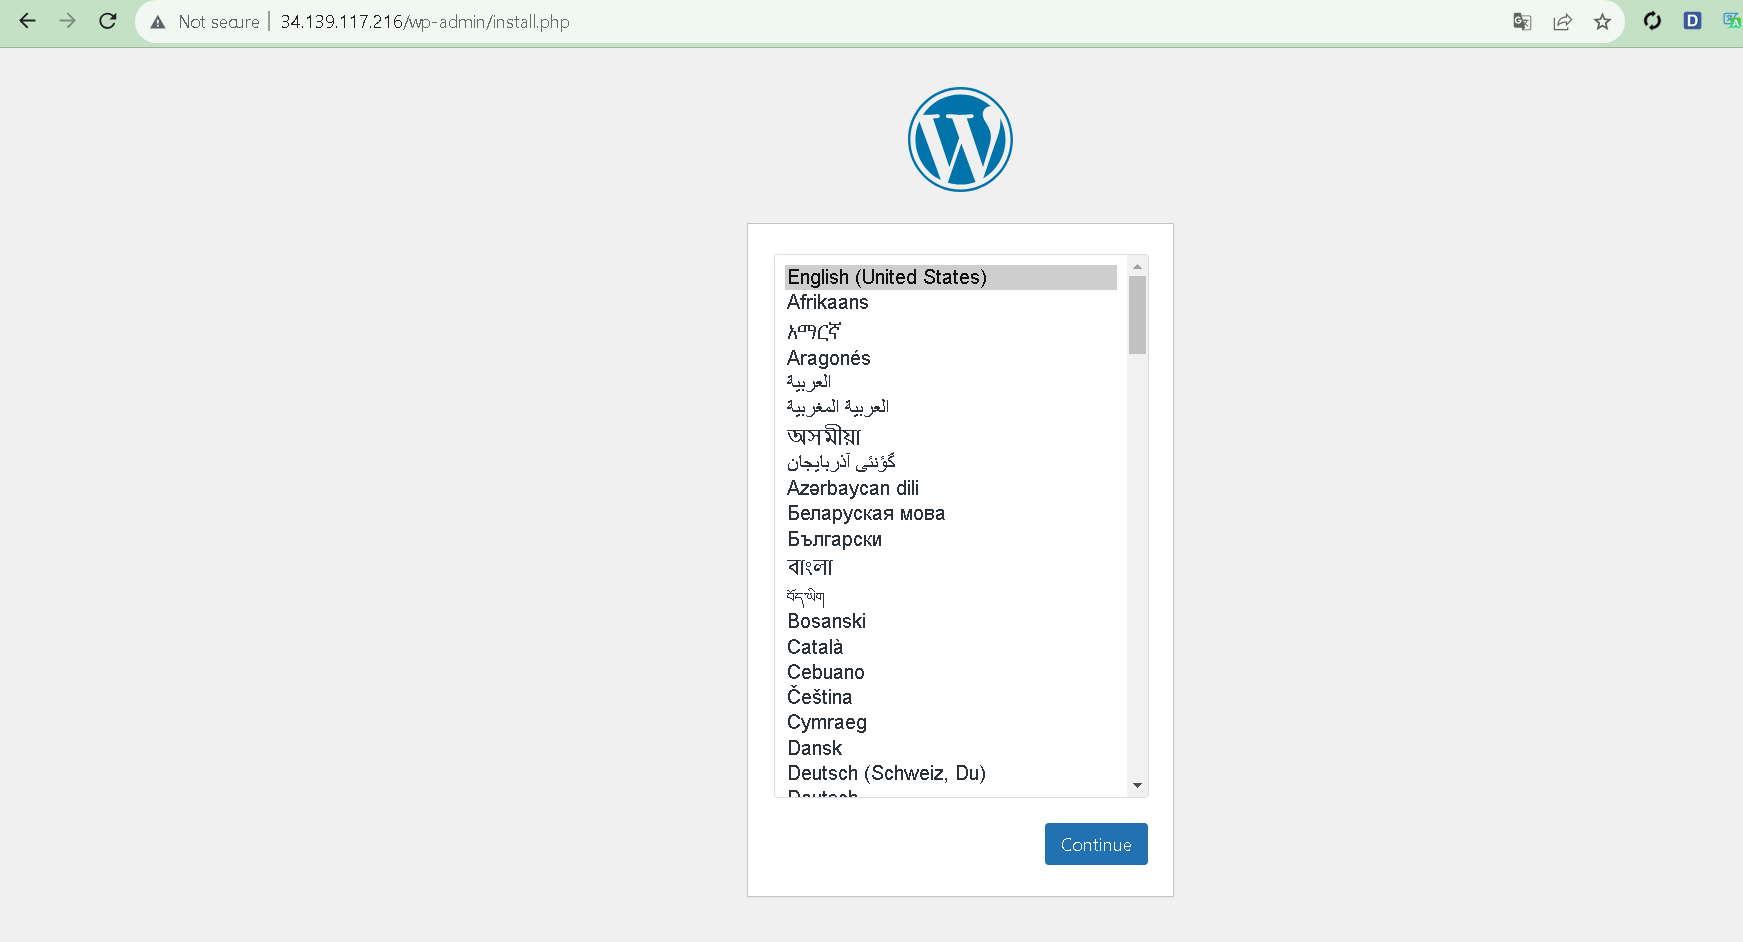 Not secure | 34.139.117.216/wp-admin/install.php
English (United States)
Afrikaans
አማርኛ
Aragonés
العربية
العربية المغربية
অসমীয়া
گؤنئی آذربایجان
Azərbaycan dili
Беларуская мова
Български
বাংলা
བོད་ཡིག
Bosanski
Català
Cebuano
Čeština
Cymraeg
Dansk
Deutsch (Schweiz, Du)
Deutsch
Continue